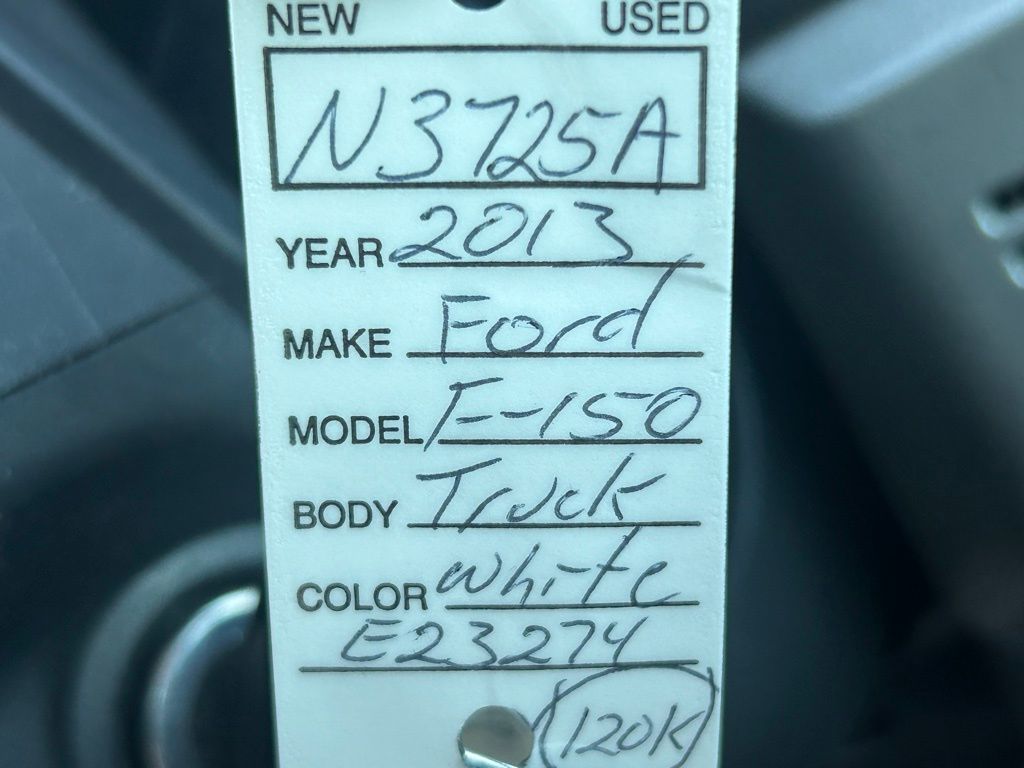 NEW USED
N3725A
YEAR 2013
MAKE Ford
MODEL F-150
BODY Truck
COLOR white
E23274
120K